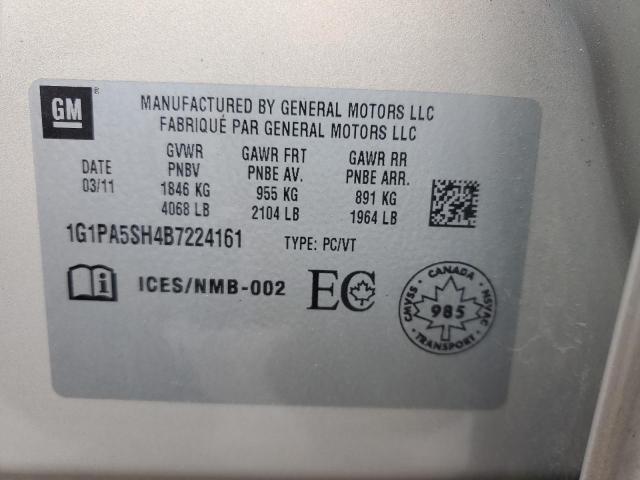 GM ®
MANUFACTURED BY GENERAL MOTORS LLC
FABRIQUÉ PAR GENERAL MOTORS LLC
DATE
03/11
GVWR
PNBV
1846 KG
4068 LB
GAWR FRT
PNBE AV.
955 KG
2104 LB
GAWR RR
PNBE ARR.
891 KG
1964 LB
1G1PA5SH4B7224161 TYPE: PC/VT
ICES/NMB-002
EC
CANADA
CMVSS
NSVAC
985
TRANSPORT